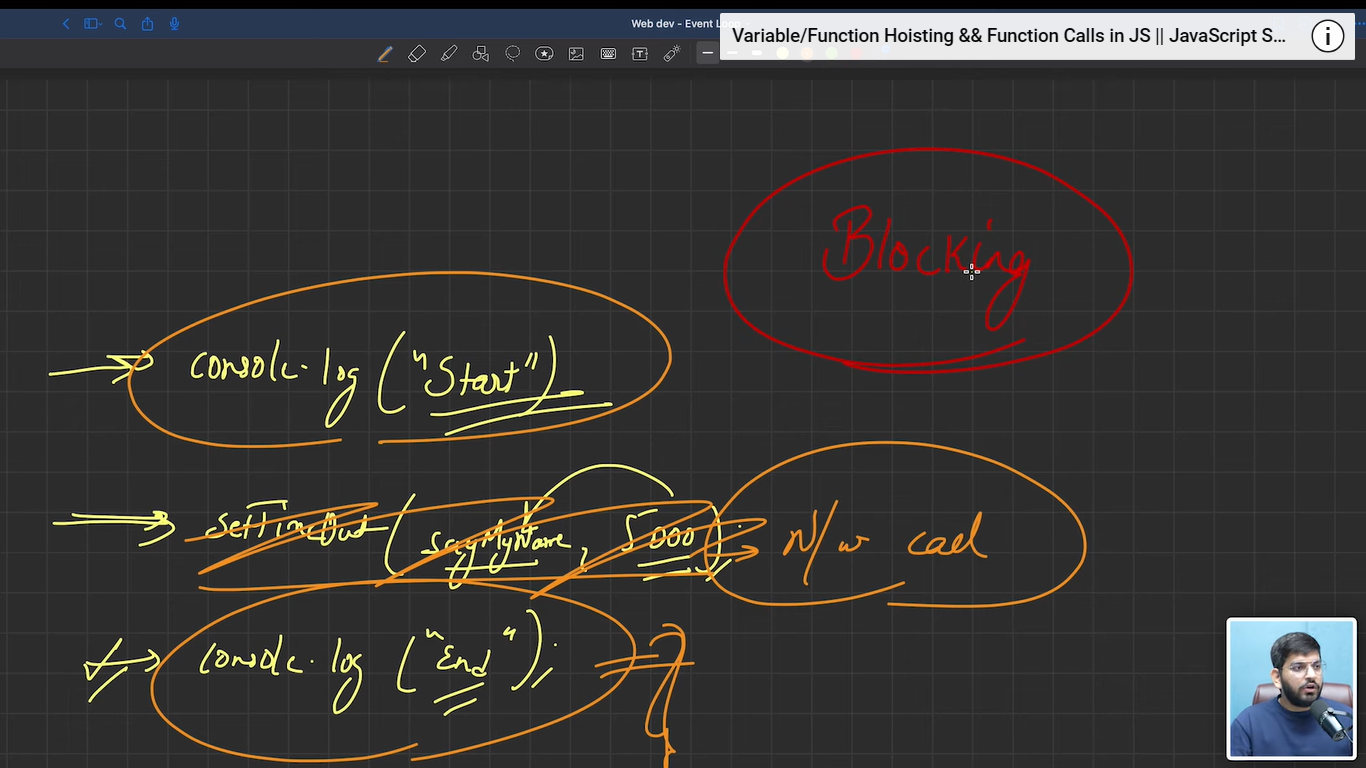 Web dev - Event
Variable/Function Hoisting && Function Calls in JS || JavaScript S...
Blocking
console.log ("Start")
setTimeOut (sayMyName, 5000);
N/w call
console.log ("End");